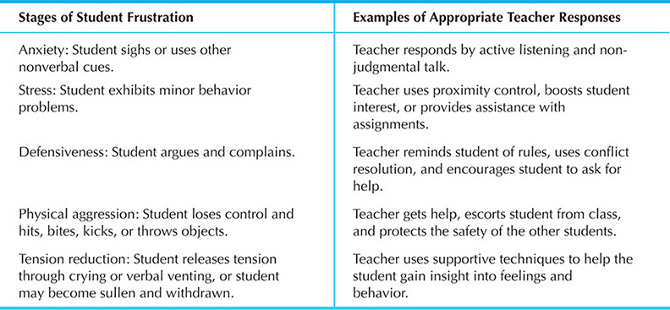 Stages of Student Frustration
Examples of Appropriate Teacher Responses
Anxiety: Student sighs or uses other
nonverbal cues.
Teacher responds by active listening and non-
judgmental talk.
Stress: Student exhibits minor behavior
problems.
Teacher uses proximity control, boosts student
interest, or provides assistance with
assignments.
Defensiveness: Student argues and complains.
Teacher reminds student of rules, uses conflict
resolution, and encourages student to ask for
help.
Physical aggression: Student loses control and
hits, bites, kicks, or throws objects.
Teacher gets help, escorts student from class,
and protects the safety of the other students.
Tension reduction: Student releases tension
through crying or verbal venting, or student
may become sullen and withdrawn.
Teacher uses supportive techniques to help the
student gain insight into feelings and
behavior.